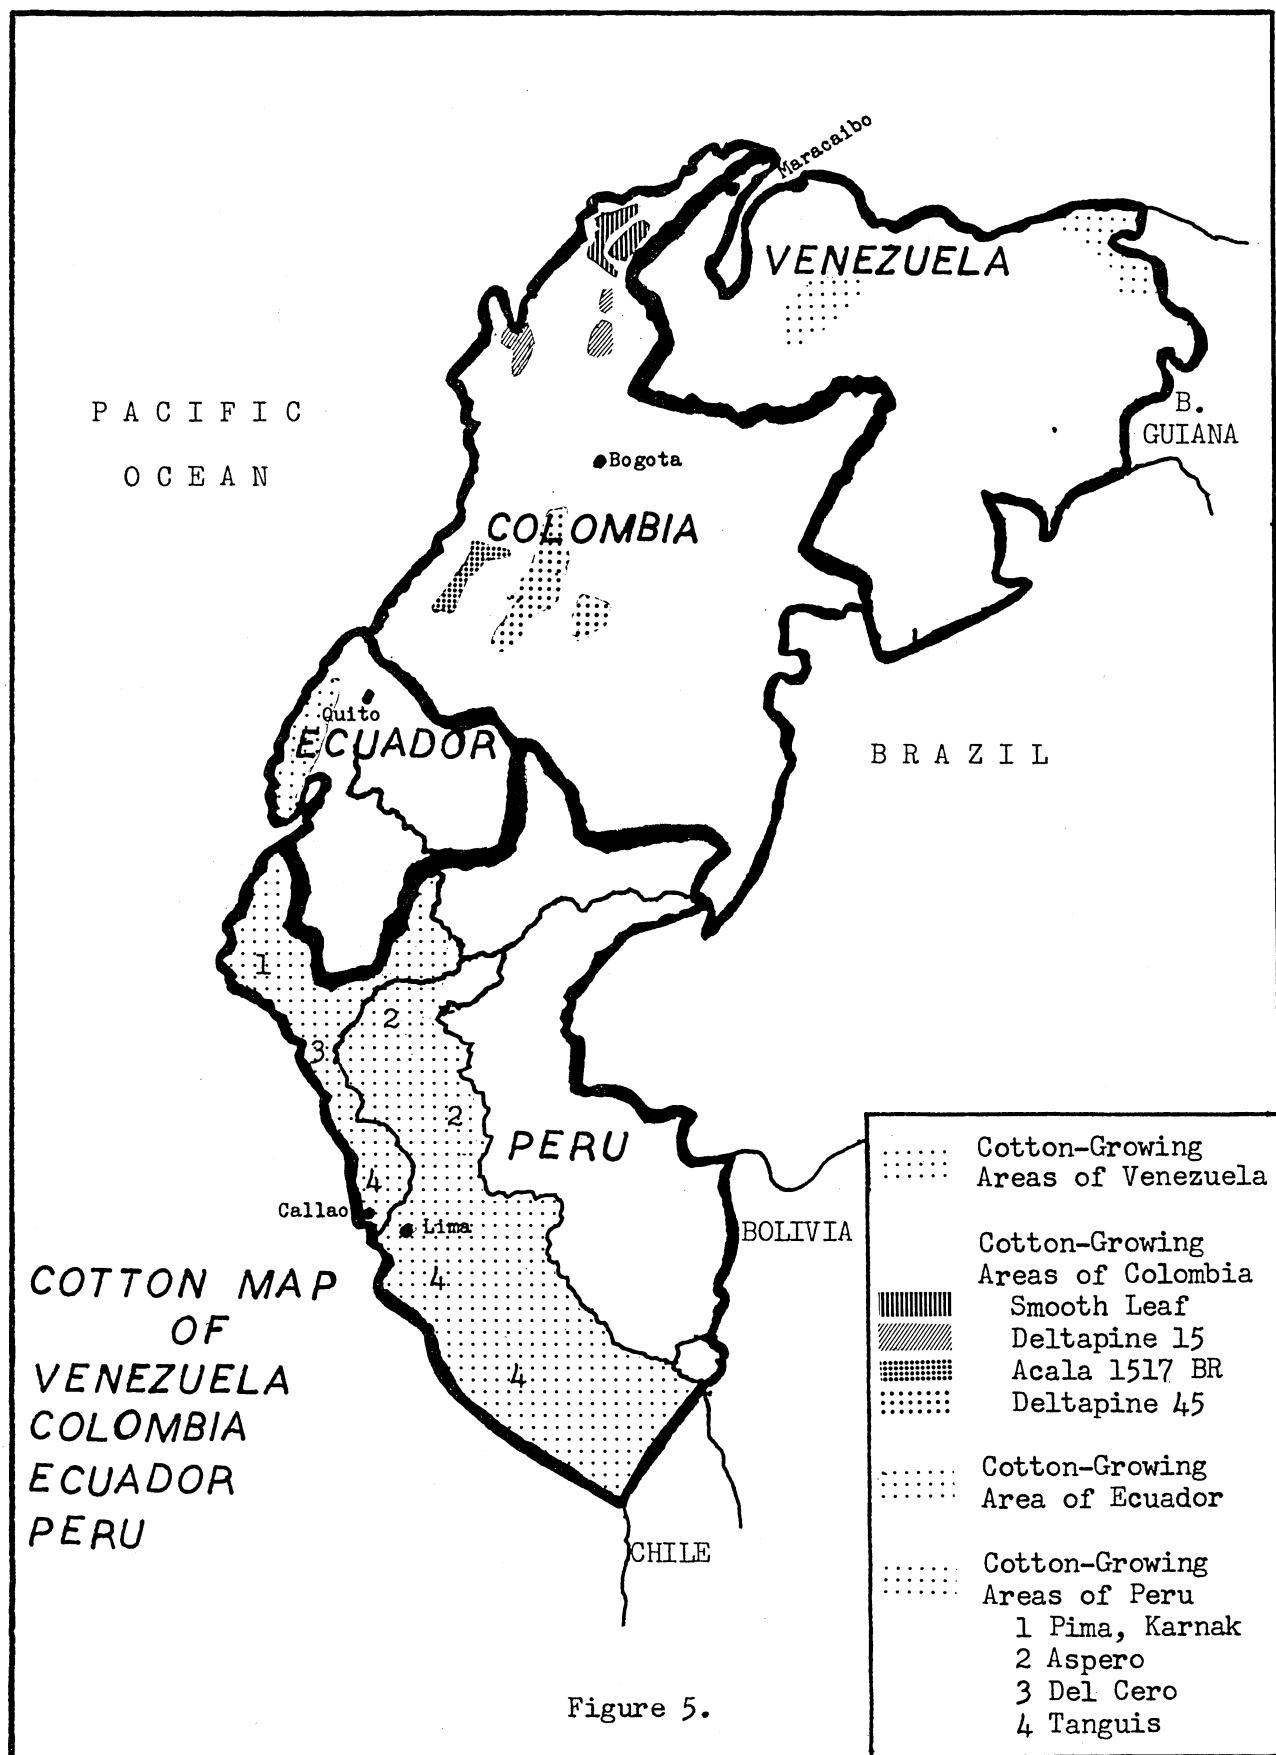 Maracaibo
VENEZUELA
PACIFIC
OCEAN
B.
GUIANA
Bogota
COLOMBIA
Quito
ECUADOR
BRAZIL
1
2
3
2
PERU
4
Callao
Lima
BOLIVIA
4
4
CHILE
COTTON MAP
OF
VENEZUELA
COLOMBIA
ECUADOR
PERU
Cotton-Growing
Areas of Venezuela
Cotton-Growing
Areas of Colombia
Smooth Leaf
Deltapine 15
Acala 1517 BR
Deltapine 45
Cotton-Growing
Area of Ecuador
Cotton-Growing
Areas of Peru
1 Pima, Karnak
2 Aspero
3 Del Cero
4 Tanguis
Figure 5.